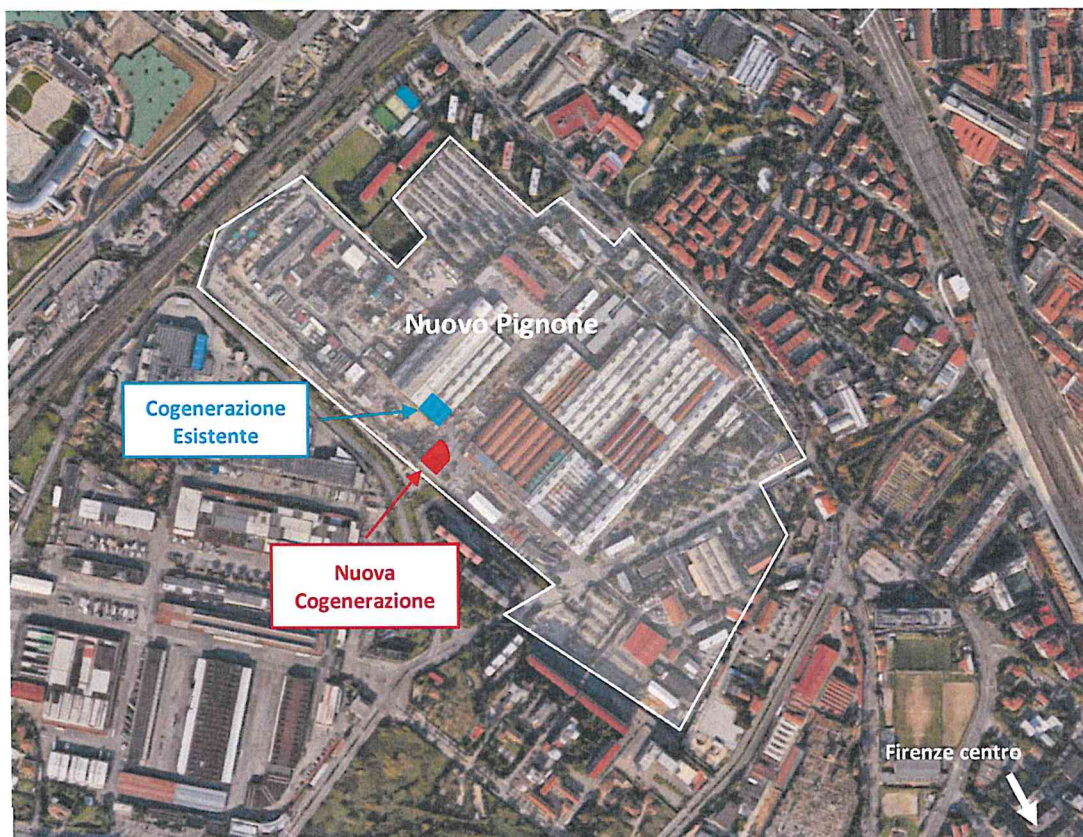 Nuovo Pignone
Cogenerazione
Esistente
Nuova
Cogenerazione
Firenze centro